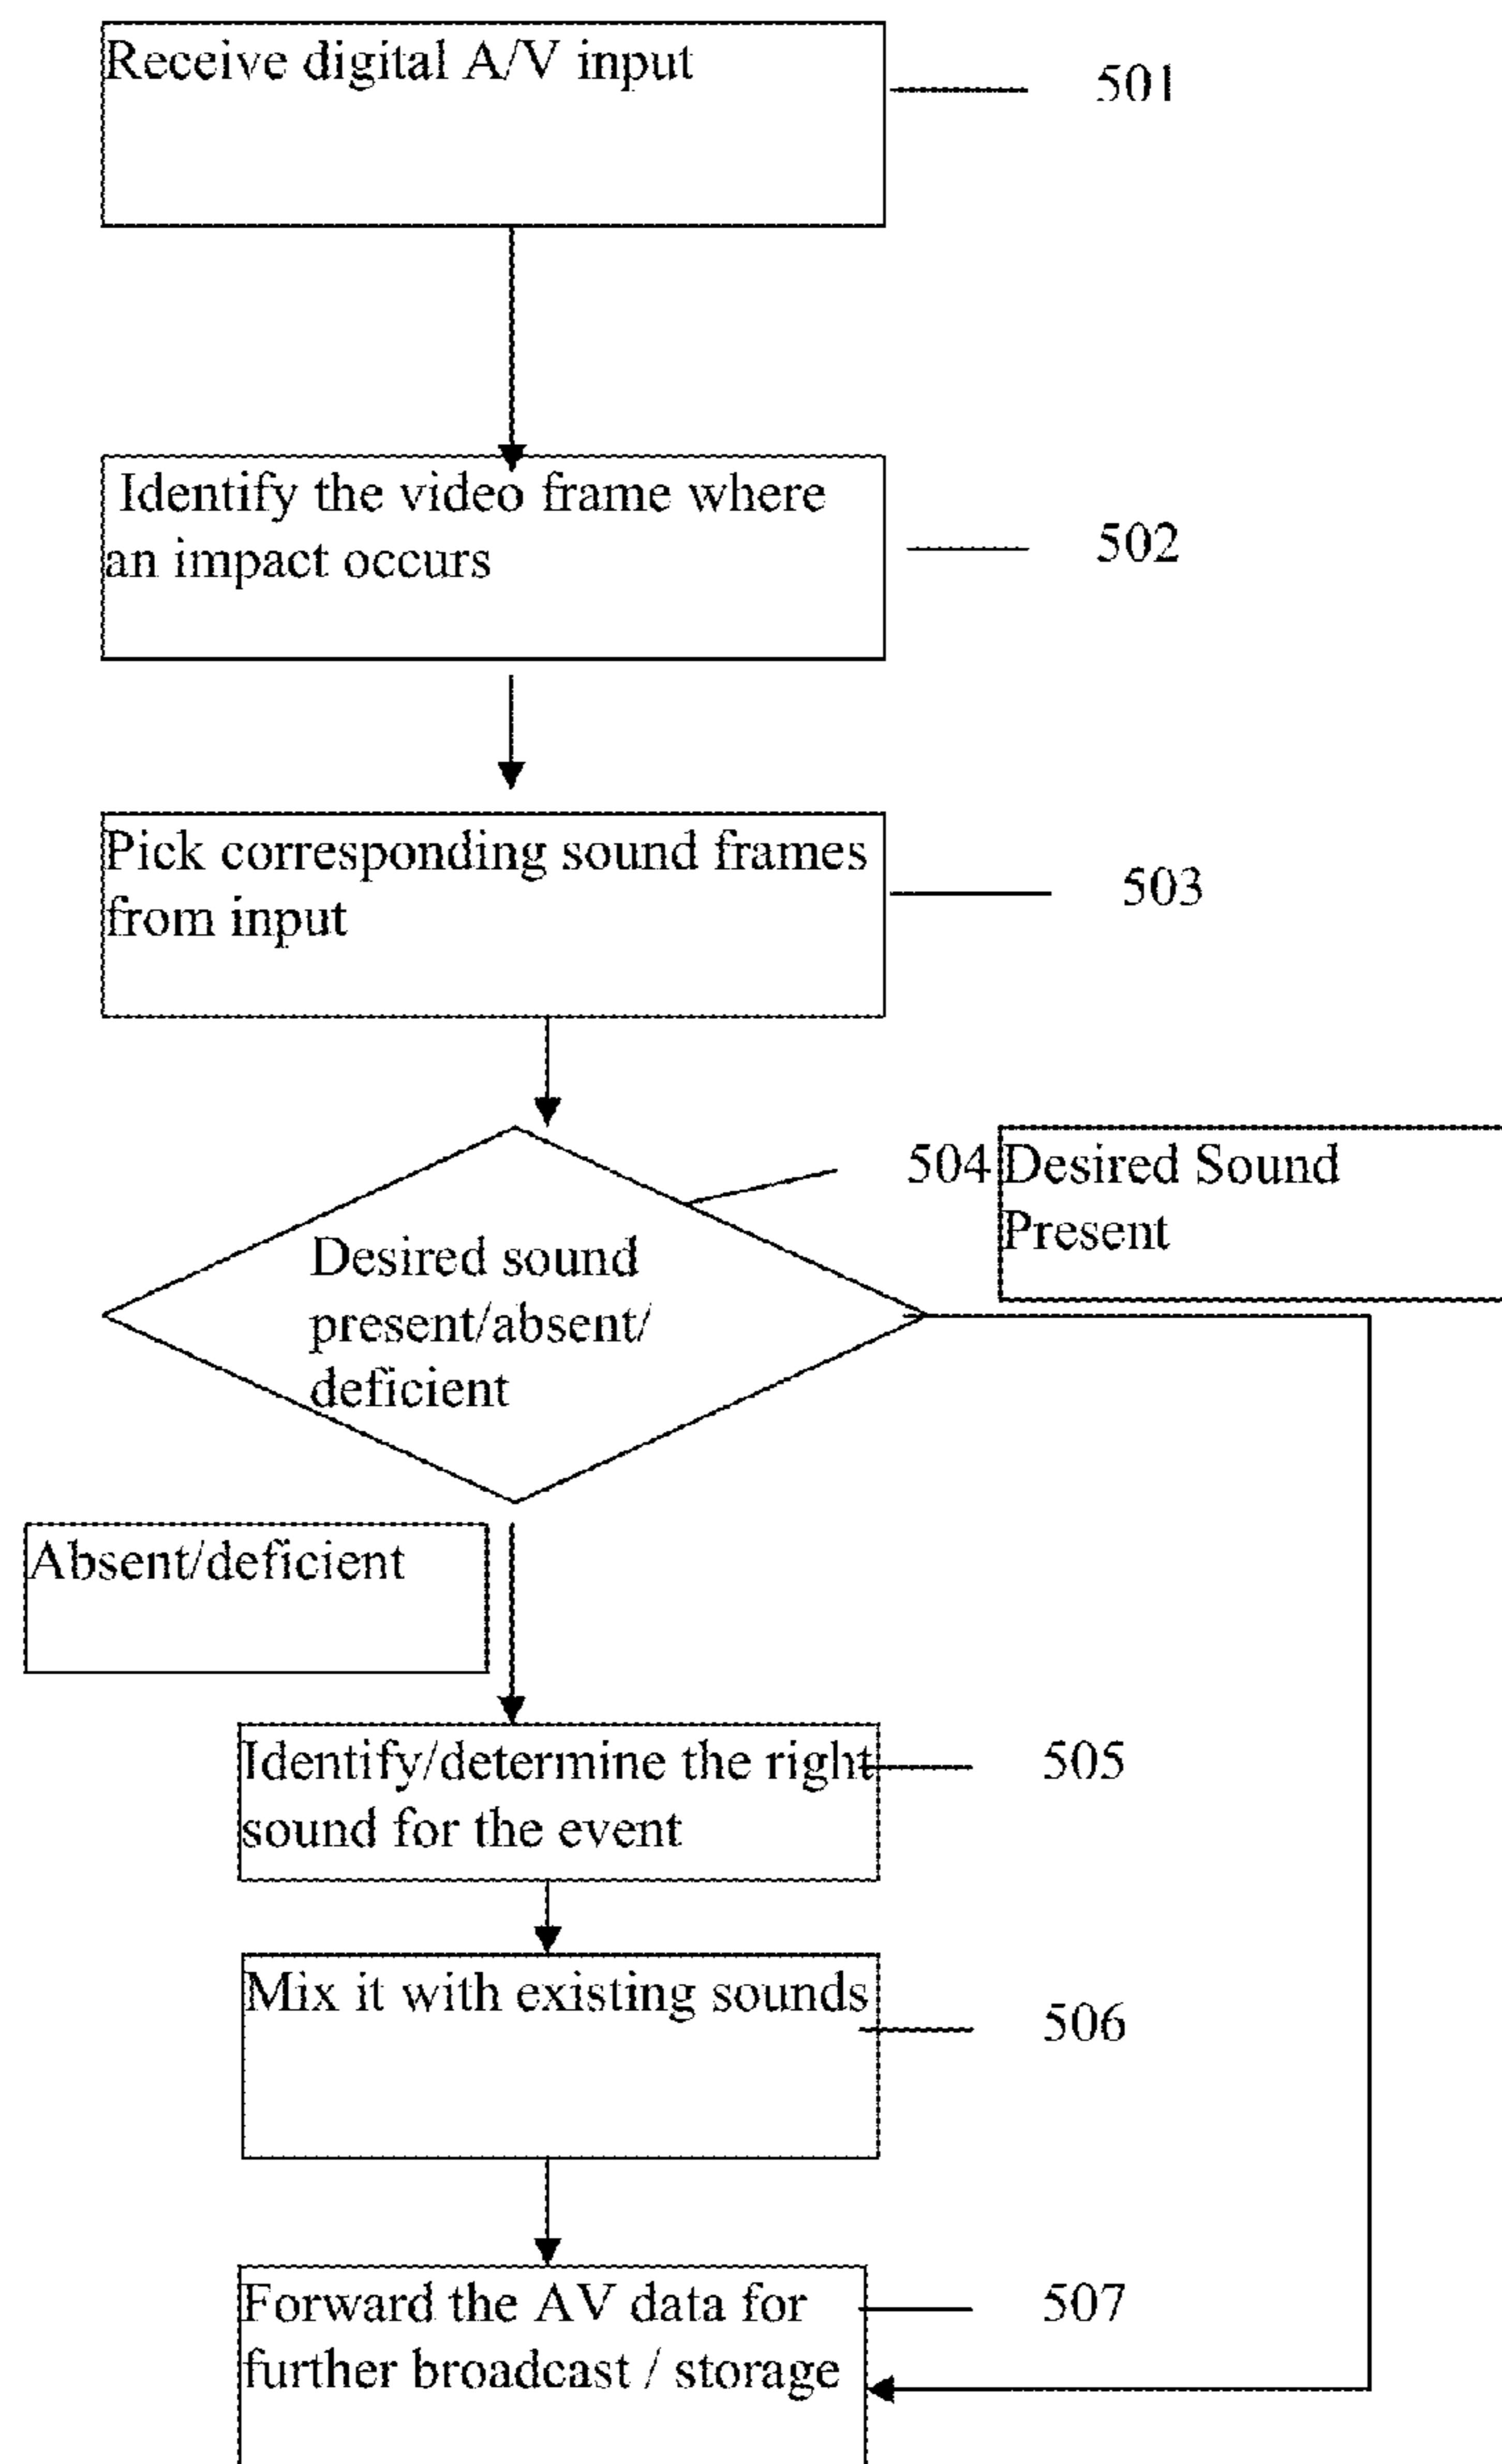 Receive digital A/V input
501
Identify the video frame where
an impact occurs
502
Pick corresponding sound frames
from input
503
504
Desired Sound
Present
Desired sound
present/absent/
deficient
Absent/deficient
Identify/determine the right
sound for the event
505
Mix it with existing sounds
506
Forward the AV data for
further broadcast / storage
507